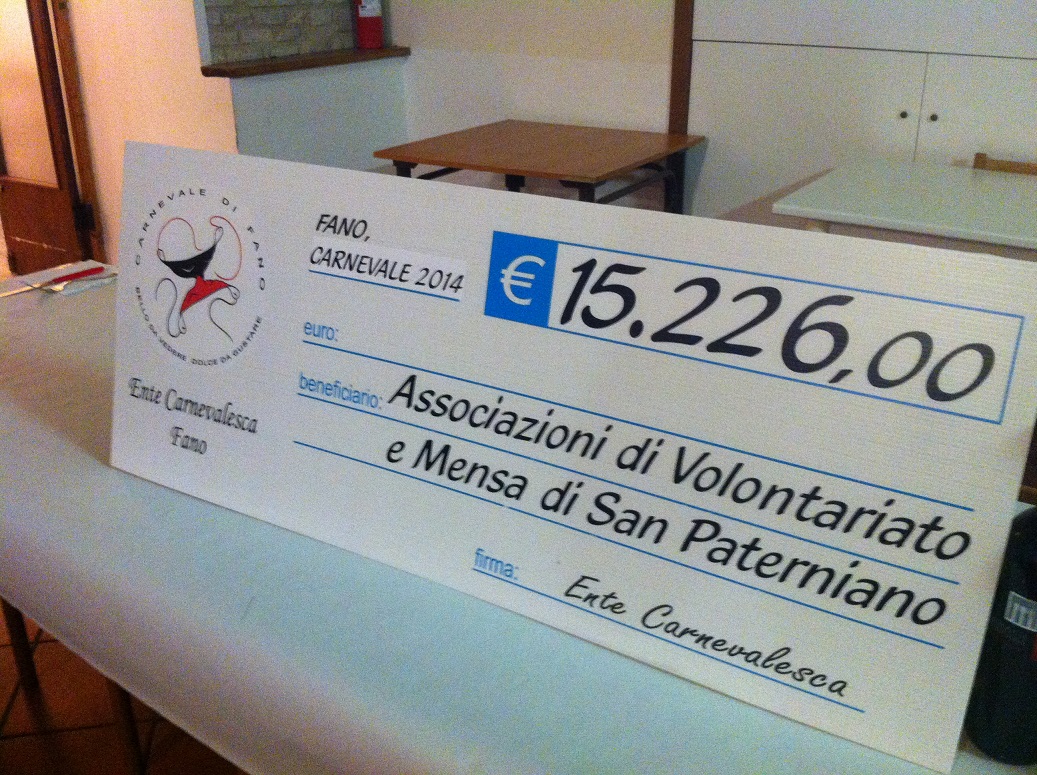 CARNEVALE DI FANO
BELLO DA VEDERE DOLCE DA GUSTARE
Ente Carnevalesca
Fano
FANO,
CARNEVALE 2014
€ 15.226,00
euro:
beneficiario: Associazioni di Volontariato
e Mensa di San Paterniano
firma: Ente Carnevalesca